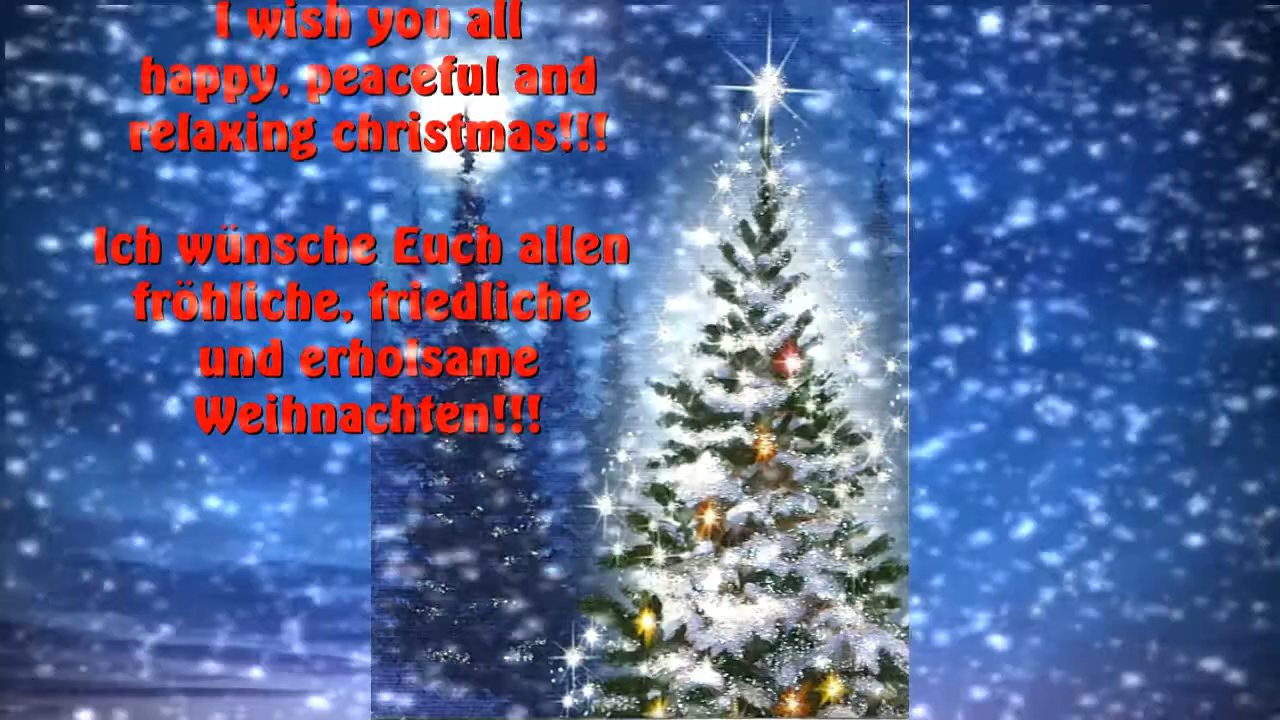 I wish you all
happy, peaceful and
relaxing christmas!!!
Ich wünsche Euch allen
fröhliche, friedliche
und erholsame
Weihnachten!!!